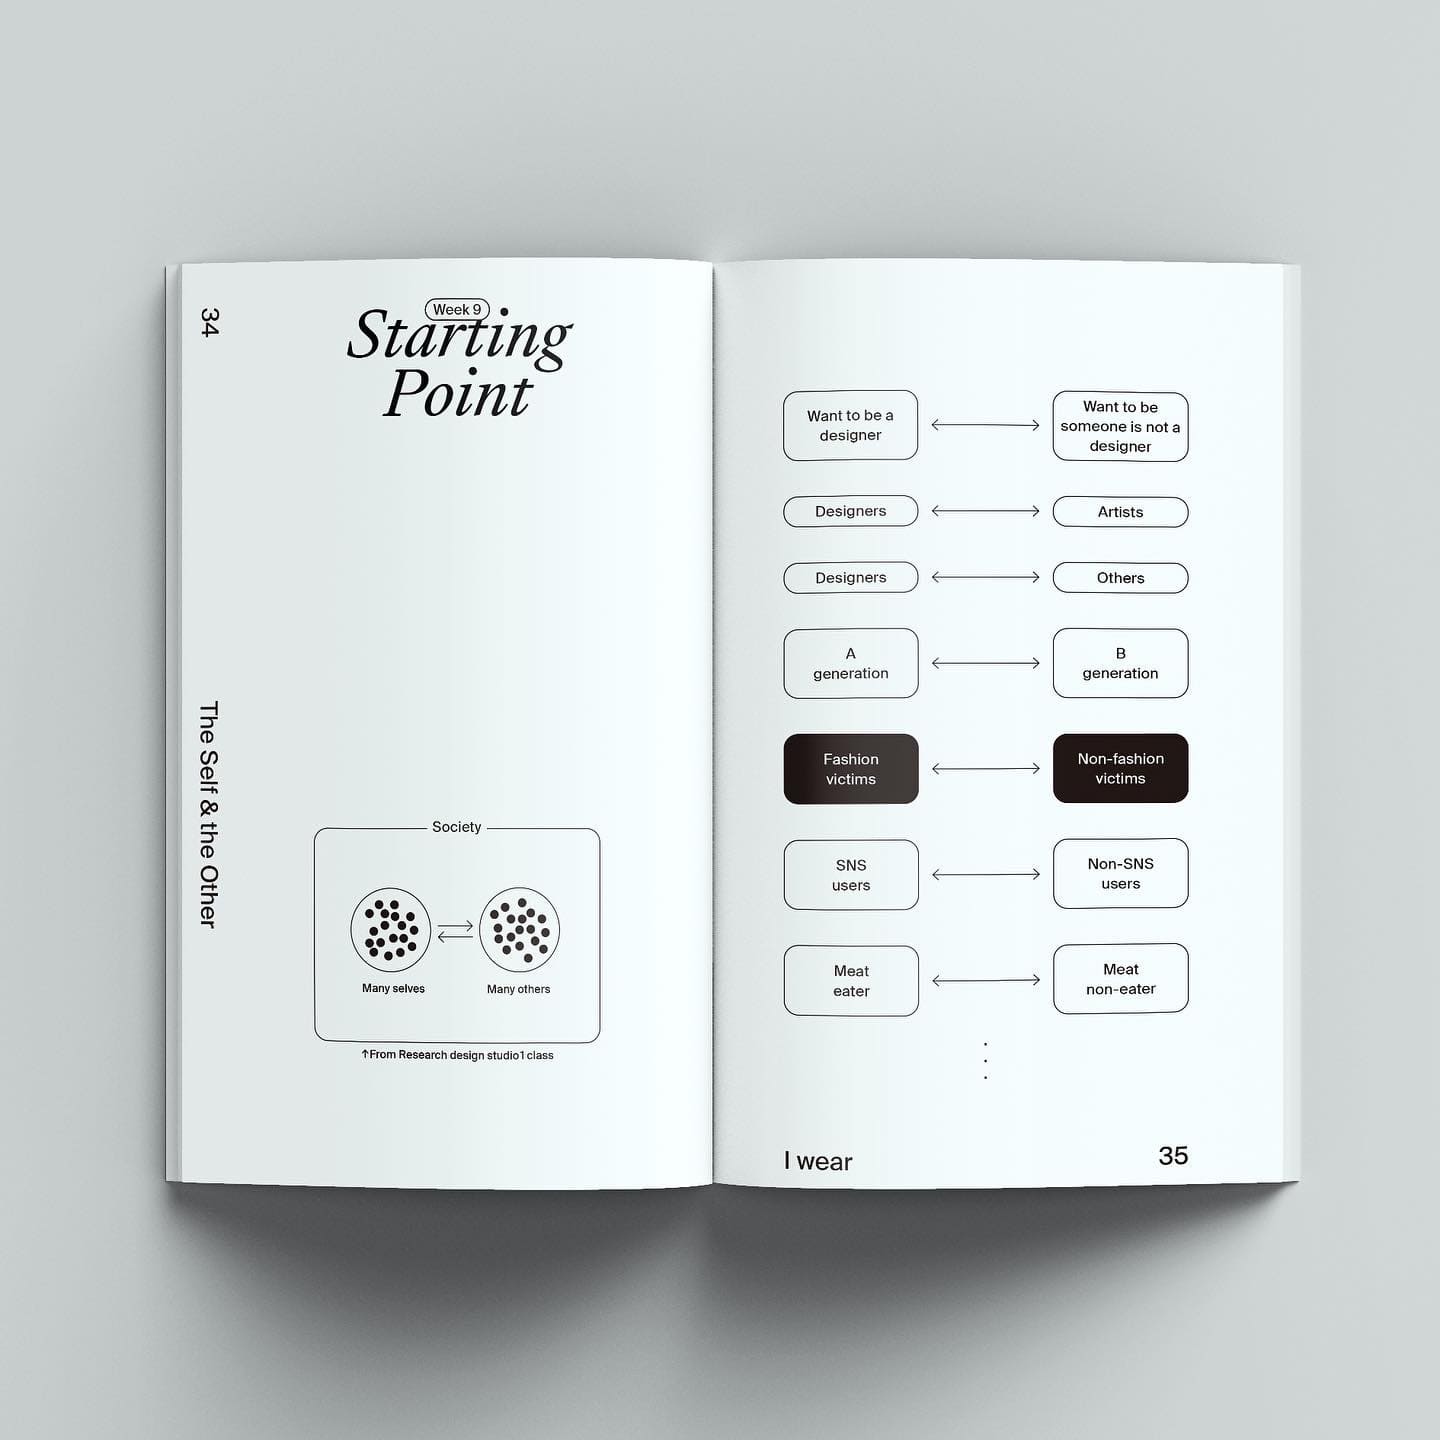 34
Week 9
Starting
Point
The Self & the Other
Society
Many selves
Many others
↑From Research design studio1 class
Want to be a
designer
Want to be
someone is not a
designer
Designers
Artists
Designers
Others
A
generation
B
generation
Fashion
victims
Non-fashion
victims
SNS
users
Non-SNS
users
Meat
eater
Meat
non-eater
I wear
35